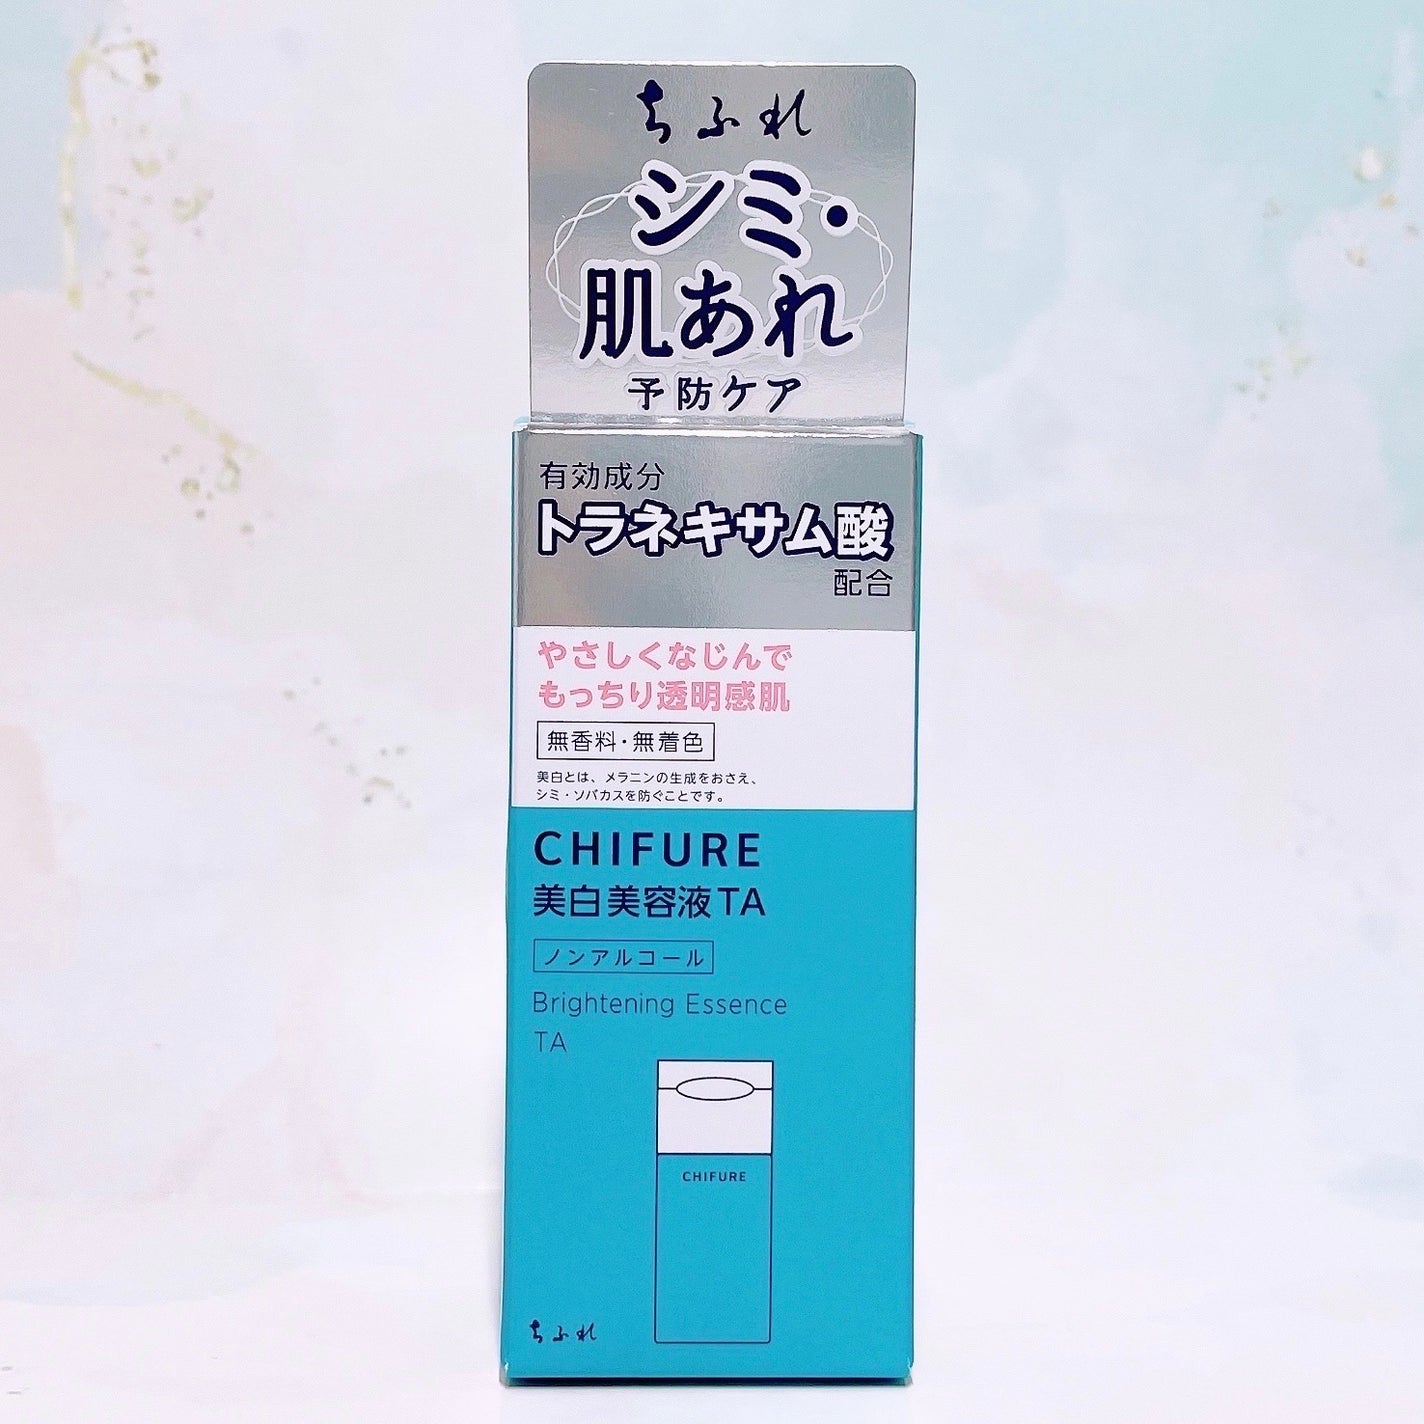 ちふれ
シミ・
肌あれ
予防ケア
有効成分
トラネキサム酸
配合
やさしくなじんで
もっちり透明感肌
無香料・無着色
美白とは、メラニンの生成をおさえ、
シミ・ソバカスを防ぐことです。
CHIFURE
美白美容液TA
ノンアルコール
Brightening Essence
TA
CHIFURE
ちふれ